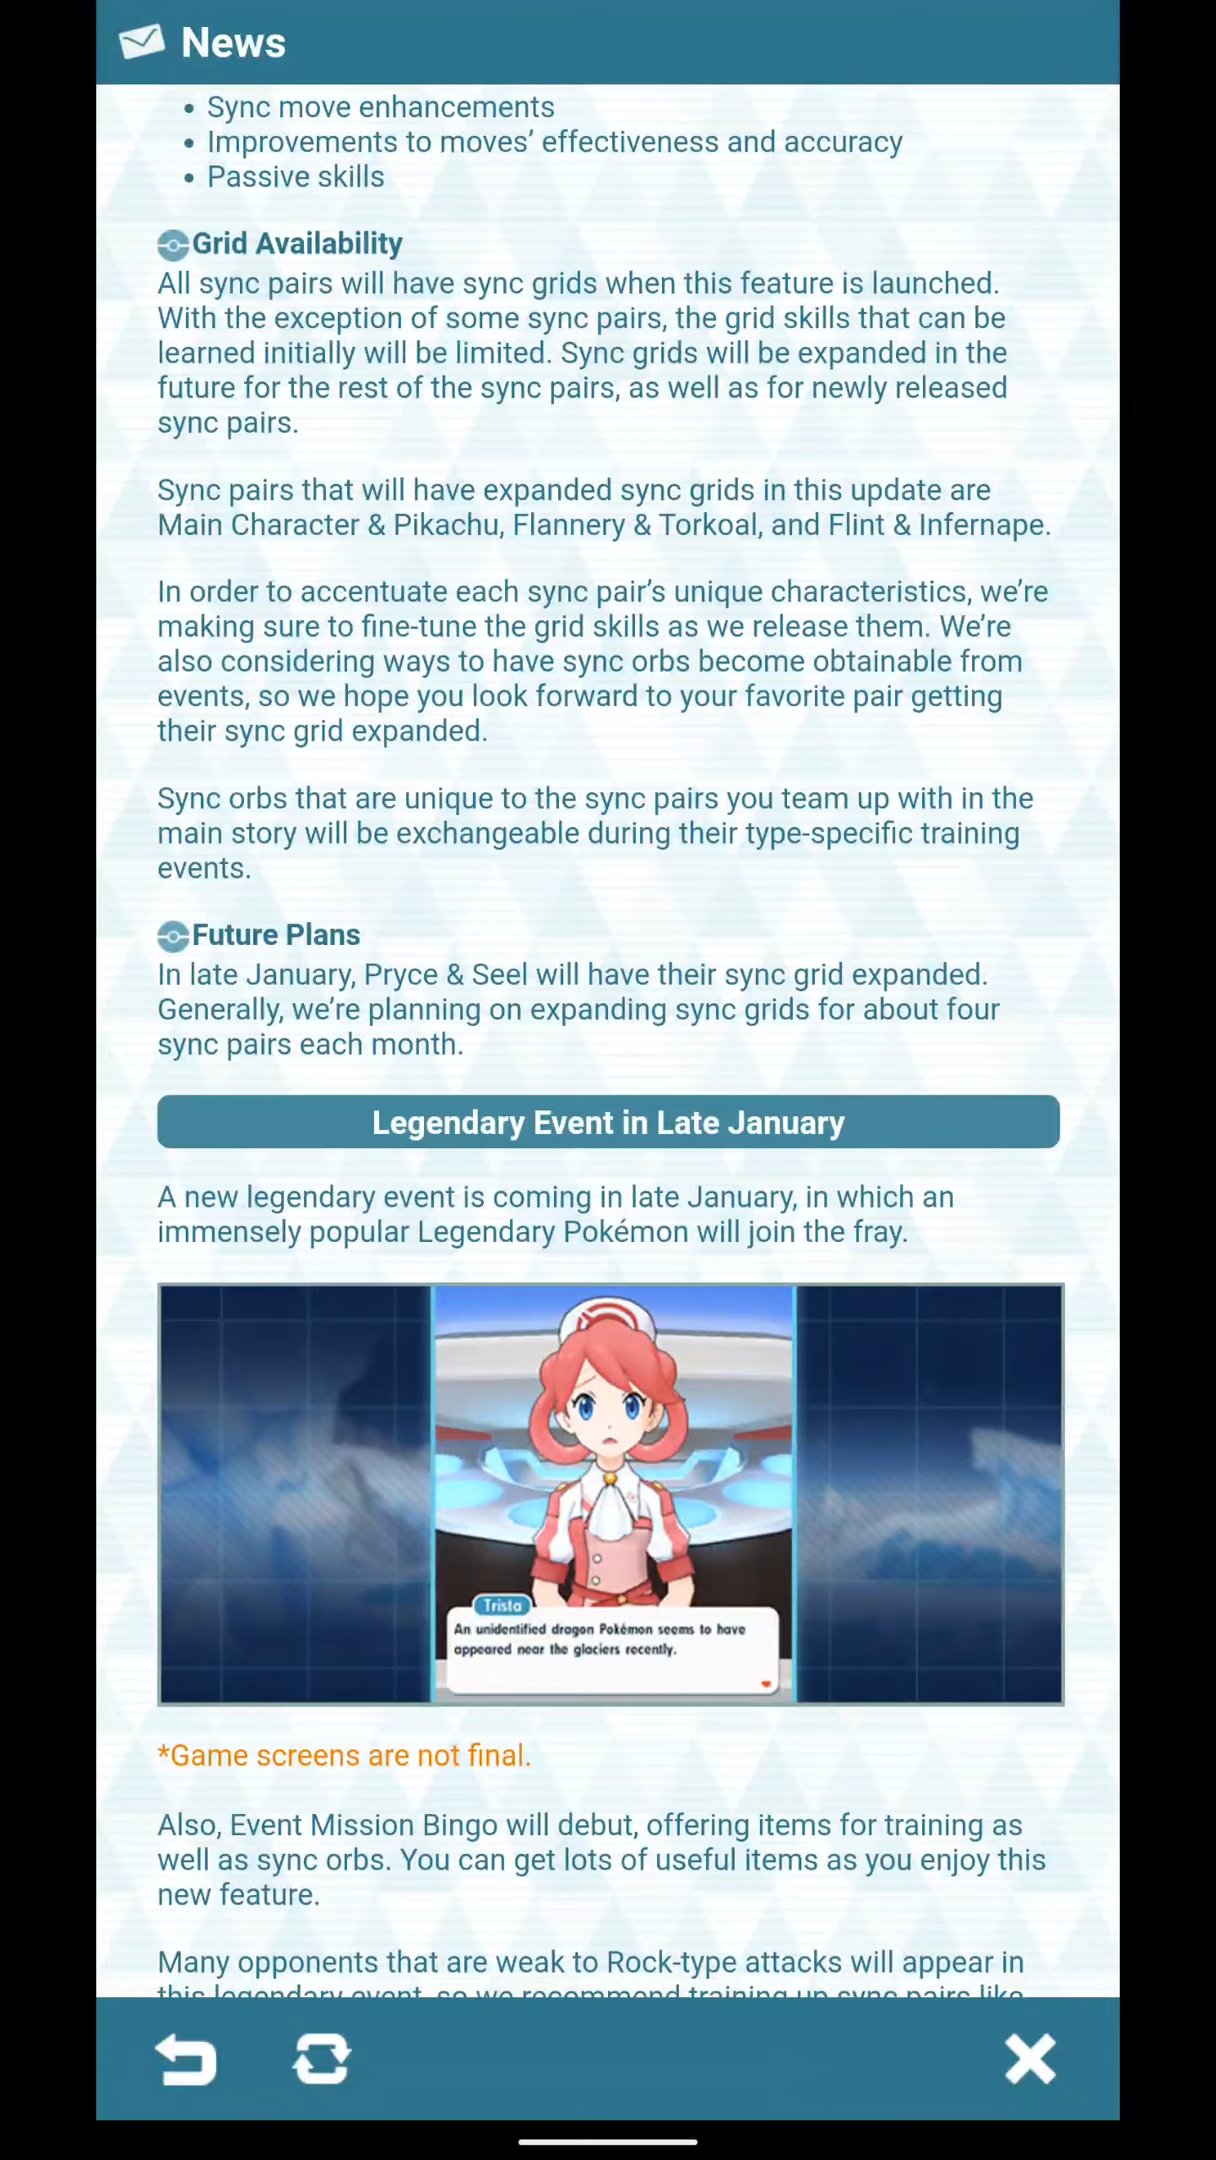 News
• Sync move enhancements
• Improvements to moves’ effectiveness and accuracy
• Passive skills
Grid Availability
All sync pairs will have sync grids when this feature is launched.
With the exception of some sync pairs, the grid skills that can be
learned initially will be limited. Sync grids will be expanded in the
future for the rest of the sync pairs, as well as for newly released
sync pairs.
Sync pairs that will have expanded sync grids in this update are
Main Character & Pikachu, Flannery & Torkoal, and Flint & Infernape.
In order to accentuate each sync pair’s unique characteristics, we’re
making sure to fine-tune the grid skills as we release them. We’re
also considering ways to have sync orbs become obtainable from
events, so we hope you look forward to your favorite pair getting
their sync grid expanded.
Sync orbs that are unique to the sync pairs you team up with in the
main story will be exchangeable during their type-specific training
events.
Future Plans
In late January, Pryce & Seel will have their sync grid expanded.
Generally, we’re planning on expanding sync grids for about four
sync pairs each month.
Legendary Event in Late January
A new legendary event is coming in late January, in which an
immensely popular Legendary Pokémon will join the fray.
Trista
An unidentified dragon Pokémon seems to have
appeared near the glaciers recently.
*Game screens are not final.
Also, Event Mission Bingo will debut, offering items for training as
well as sync orbs. You can get lots of useful items as you enjoy this
new feature.
Many opponents that are weak to Rock-type attacks will appear in
this legendary event, so we recommend training up sync pairs like